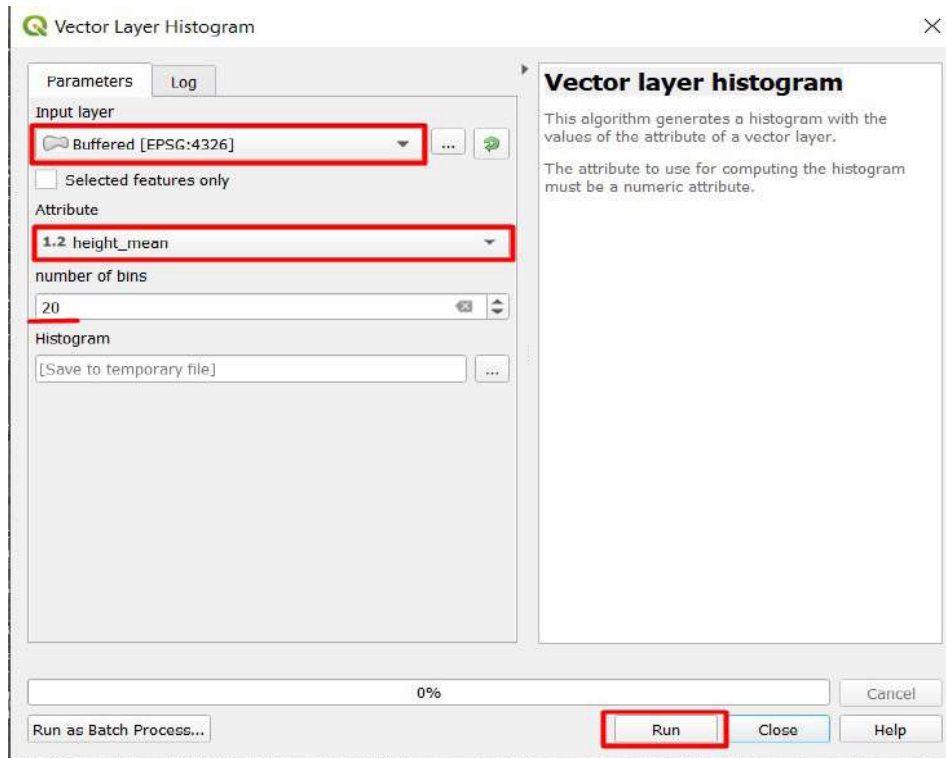 Vector Layer Histogram
Parameters
Log
Input layer
Buffered [EPSG:4326]
...
Selected features only
Attribute
1.2 height_mean
number of bins
20
Histogram
[Save to temporary file]
...
Vector layer histogram
This algorithm generates a histogram with the
values of the attribute of a vector layer.
The attribute to use for computing the histogram
must be a numeric attribute.
0%
Cancel
Run as Batch Process...
Run
Close
Help